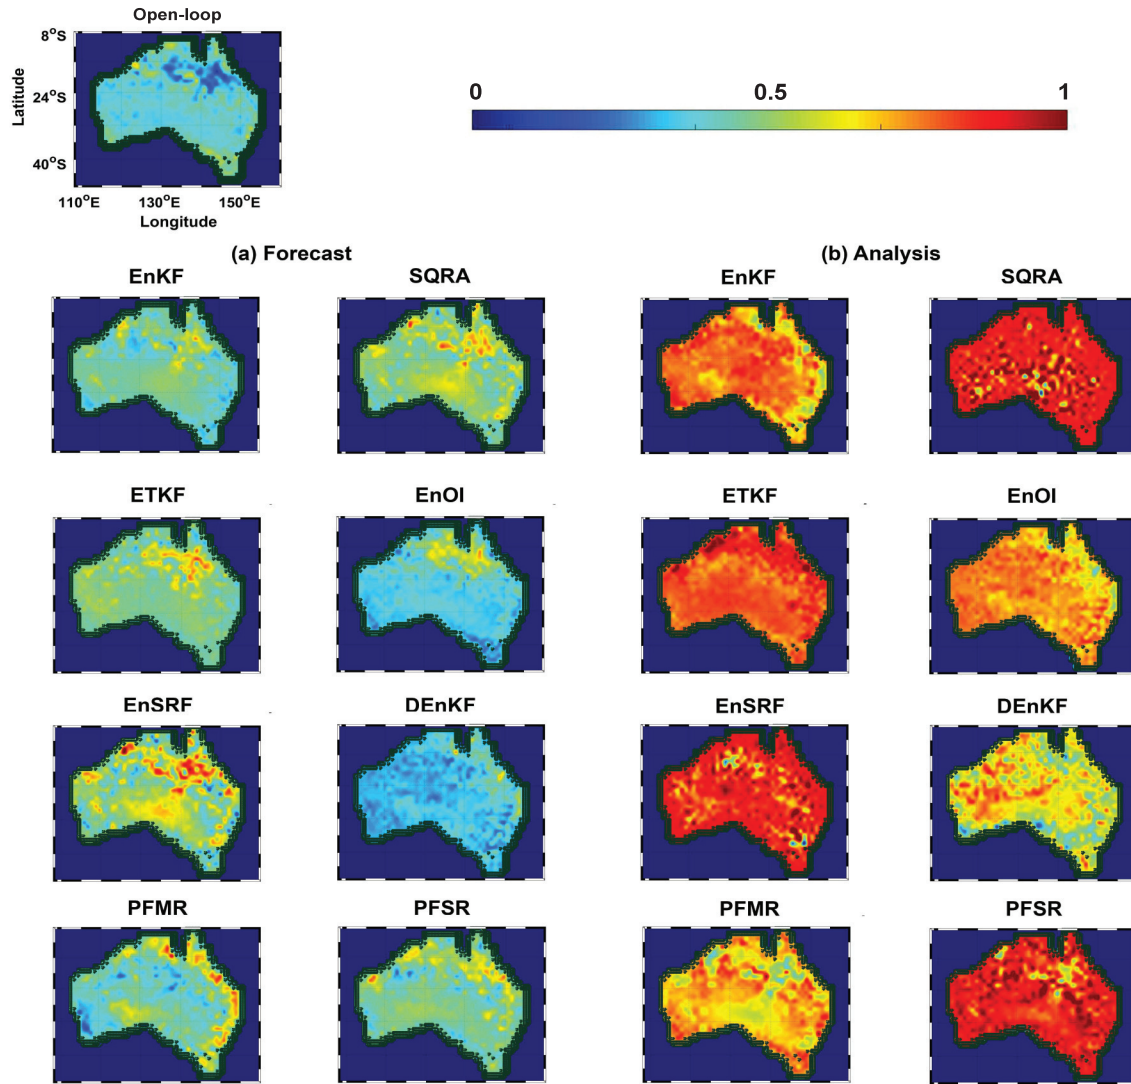 Open-loop
8°S
24°S
40°S
Latitude
110°E 130°E 150°E
Longitude
0 0.5 1
(a) Forecast (b) Analysis
EnKF SQRA EnKF SQRA
ETKF EnOI ETKF EnOI
EnSRF DEnKF EnSRF DEnKF
PFMR PFSR PFMR PFSR